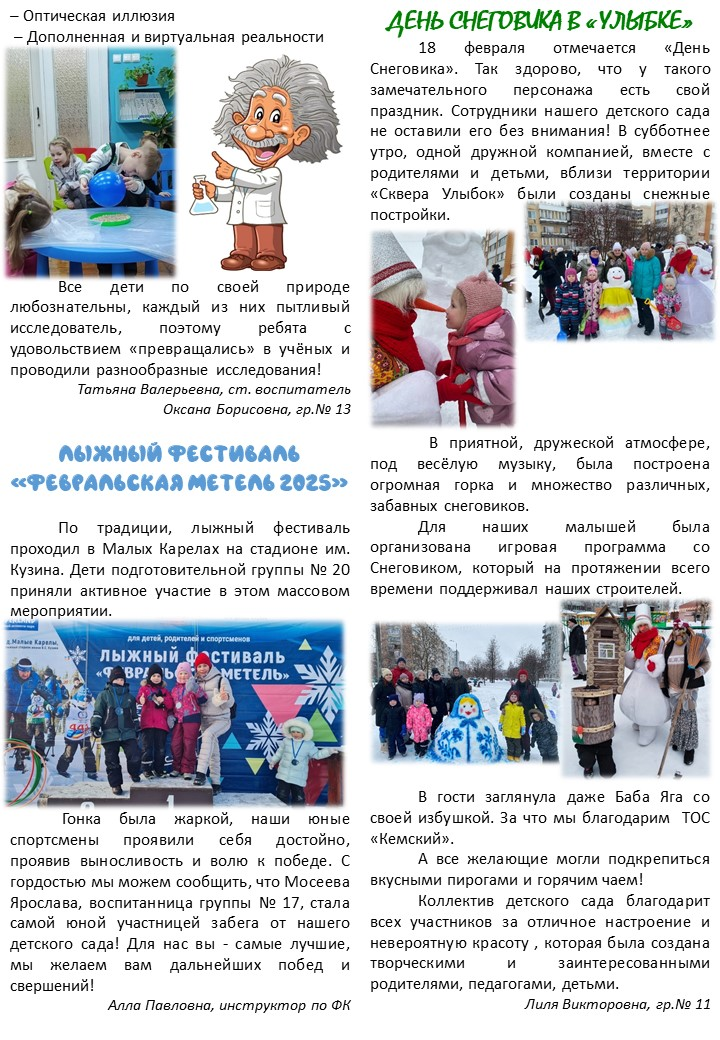 – Оптическая иллюзия
– Дополненная и виртуальная реальности
Все дети по своей природе
любознательны, каждый из них пытливый
исследователь, поэтому ребята с
удовольствием «превращались» в учёных и
проводили разнообразные исследования!
Татьяна Валерьевна, ст. воспитатель
Оксана Борисовна, гр.№ 13
ЛЫЖНЫЙ ФЕСТИВАЛЬ
«ФЕВРАЛЬСКАЯ МЕТЕЛЬ 2025»
По традиции, лыжный фестиваль
проходил в Малых Карелах на стадионе им.
Кузина. Дети подготовительной группы № 20
приняли активное участие в этом массовом
мероприятии.
для детей, родителей и спортсменов
ЛЫЖНЫЙ ФЕСТИВАЛЬ
Гонка была жаркой, наши юные
спортсмены проявили себя достойно,
проявив выносливость и волю к победе. С
гордостью мы можем сообщить, что Мосеева
Ярослава, воспитанница группы № 17, стала
самой юной участницей забега от нашего
детского сада! Для нас вы - самые лучшие,
мы желаем вам дальнейших побед и
свершений!
Алла Павловна, инструктор по ФК
ДЕНЬ СНЕГОВИКА В «УЛЫБКЕ»
18 февраля отмечается «День
Снеговика». Так здорово, что у такого
замечательного персонажа есть свой
праздник. Сотрудники нашего детского сада
не оставили его без внимания! В субботнее
утро, одной дружной компанией, вместе с
родителями и детьми, вблизи территории
«Сквера Улыбок» были созданы снежные
постройки.
В приятной, дружеской атмосфере,
под весёлую музыку, была построена
огромная горка и множество различных,
забавных снеговиков.
Для наших малышей была
организована игровая программа со
Снеговиком, который на протяжении всего
времени поддерживал наших строителей.
В гости заглянула даже Баба Яга со
своей избушкой. За что мы благодарим ТОС
«Кемский».
А все желающие могли подкрепиться
вкусными пирогами и горячим чаем!
Коллектив детского сада благодарит
всех участников за отличное настроение и
невероятную красоту , которая была создана
творческими и заинтересованными
родителями, педагогами, детьми.
Лиля Викторовна, гр.№ 11